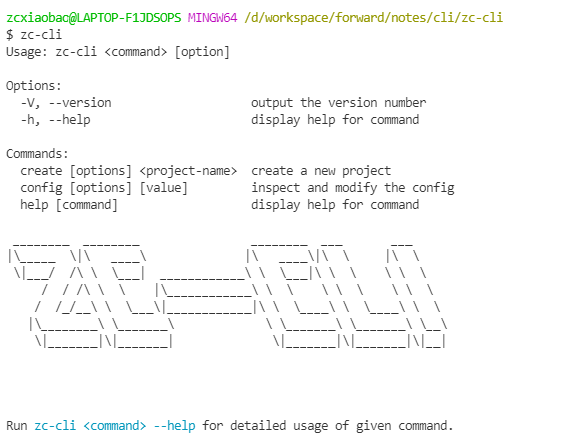 zcxiaobao@LAPTOP-F1JDSOPS MINGW64 /d/workspace/forward/notes/cli/zc-cli
$ zc-cli
Usage: zc-cli <command> [option]
Options:
-V, --version output the version number
-h, --help display help for command
Commands:
create [options] <project-name> create a new project
config [options] [value] inspect and modify the config
help [command] display help for command
ZC-CLI
Run zc-cli <command> --help for detailed usage of given command.